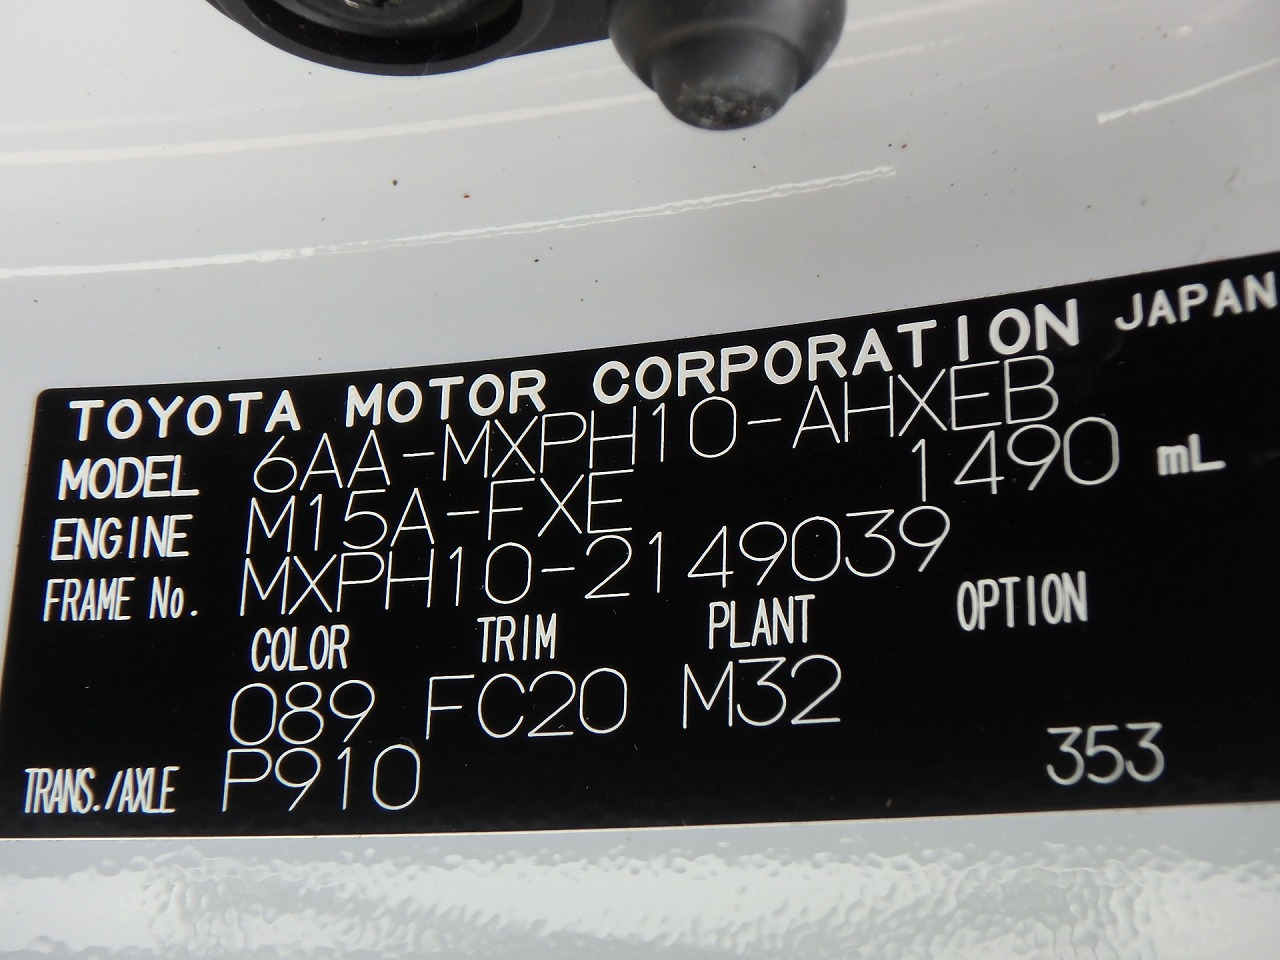 TOYOTA MOTOR CORPORATION JAPAN
MODEL 6AA-MXPH10-AHXEB
ENGINE M15A-FXE 1490 mL
FRAME No. MXPH10-2149039
COLOR TRIM PLANT OPTION
089 FC20 M32
TRANS./AXLE P910 353